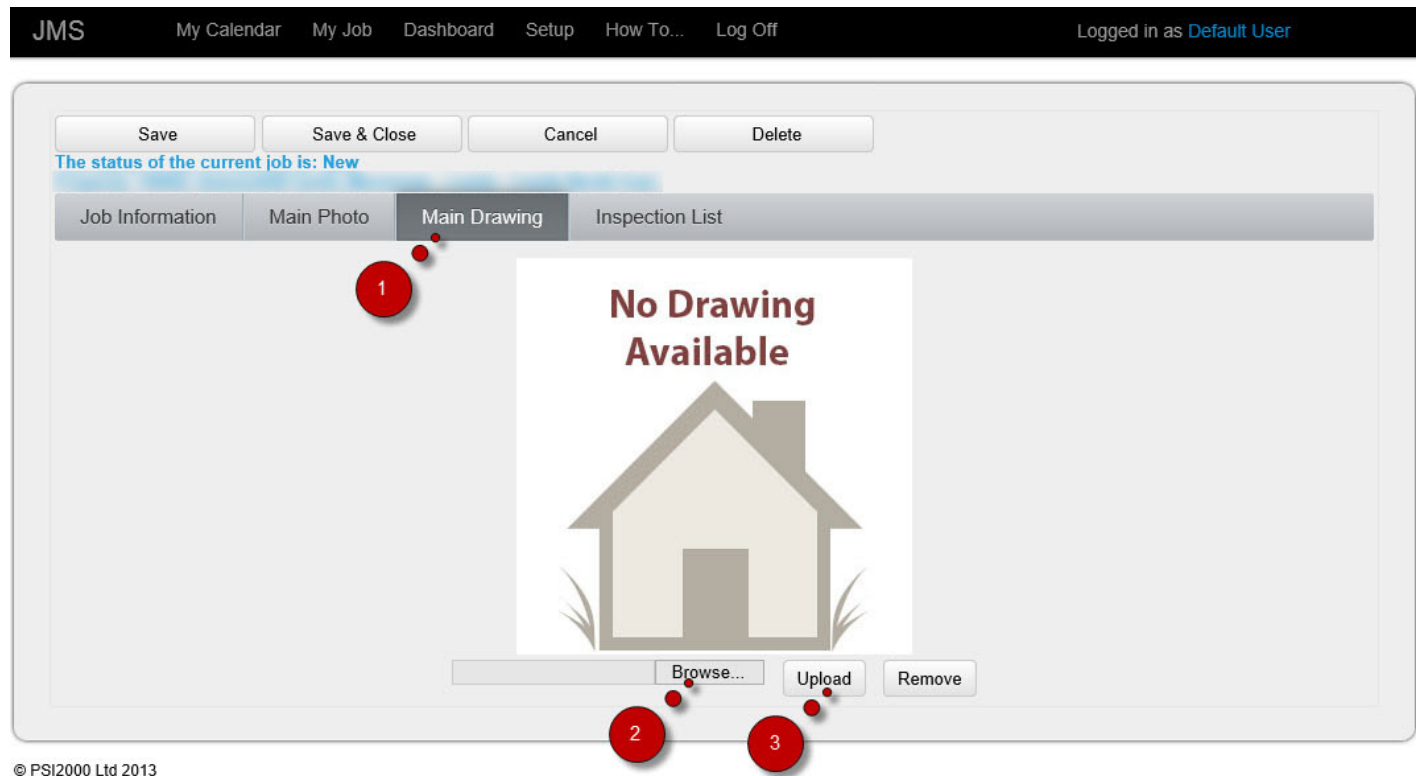 JMS My Calendar My Job Dashboard Setup How To... Log Off Logged in as Default User
Save Save & Close Cancel Delete
The status of the current job is: New
Job Information Main Photo Main Drawing Inspection List
1
No Drawing
Available
Browse... Upload Remove
2 3
© PSI2000 Ltd 2013